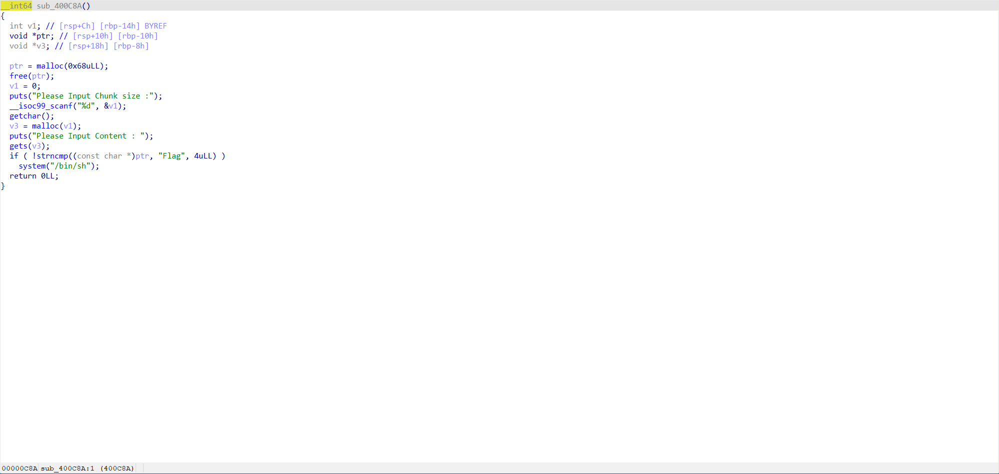 __int64 sub_400C8A()
{
  int v1; // [rsp+Ch] [rbp-14h] BYREF
  void *ptr; // [rsp+10h] [rbp-10h]
  void *v3; // [rsp+18h] [rbp-8h]

  ptr = malloc(0x68uLL);
  free(ptr);
  v1 = 0;
  puts("Please Input Chunk size :");
  __isoc99_scanf("%d", &v1);
  getchar();
  v3 = malloc(v1);
  puts("Please Input Content : ");
  gets(v3);
  if ( !strncmp((const char *)ptr, "Flag", 4uLL) )
    system("/bin/sh");
  return 0LL;
}
00000C8A sub_400C8A:1 (400C8A)